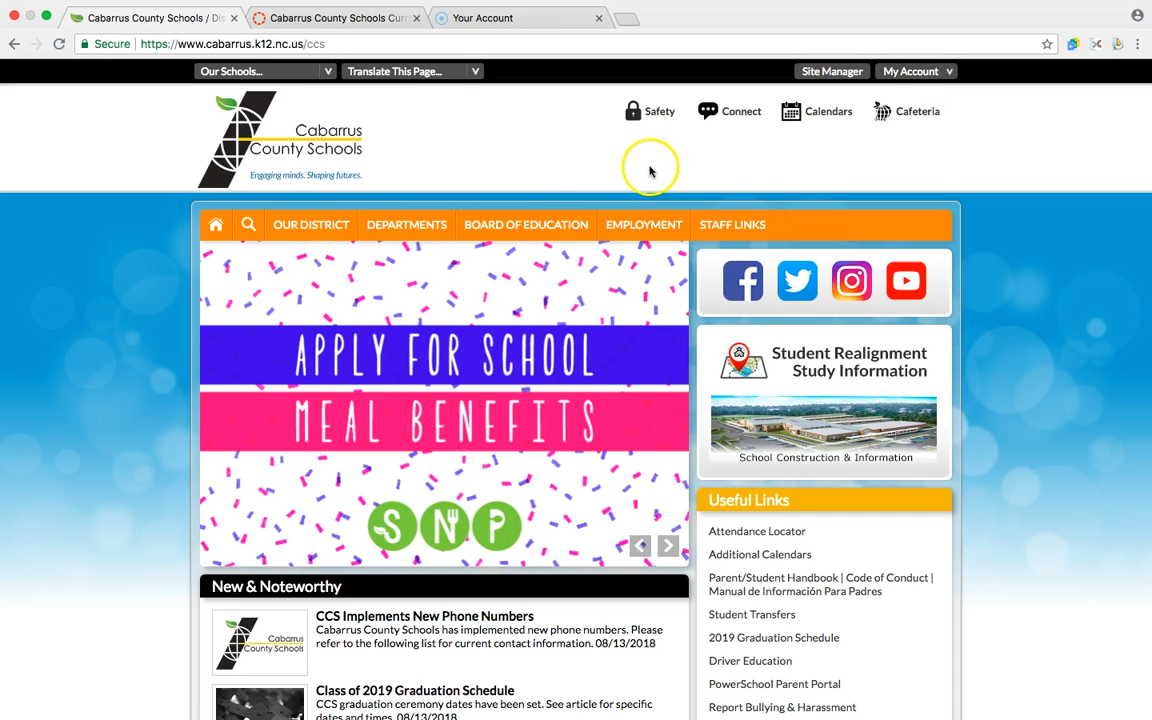 Cabarrus County Schools / Dis
Cabarrus County Schools Curr
Your Account
Secure
https://www.cabarrus.k12.nc.us/ccs
Our Schools...
Translate This Page...
Site Manager
My Account
Cabarrus
County Schools
Engaging minds. Shaping futures.
Safety
Connect
Calendars
Cafeteria
OUR DISTRICT
DEPARTMENTS
BOARD OF EDUCATION
EMPLOYMENT
STAFF LINKS
APPLY FOR SCHOOL
MEAL BENEFITS
SNP
Student Realignment
Study Information
School Construction & Information
Useful Links
Attendance Locator
Additional Calendars
Parent/Student Handbook | Code of Conduct |
Manual de Información Para Padres
Student Transfers
2019 Graduation Schedule
Driver Education
PowerSchool Parent Portal
Report Bullying & Harassment
New & Noteworthy
Cabarrus
County Schools
CCS Implements New Phone Numbers
Cabarrus County Schools has implemented new phone numbers. Please
refer to the following list for current contact information. 08/13/2018
Class of 2019 Graduation Schedule
CCS graduation ceremony dates have been set. See article for specific
dates and times. 08/13/2018